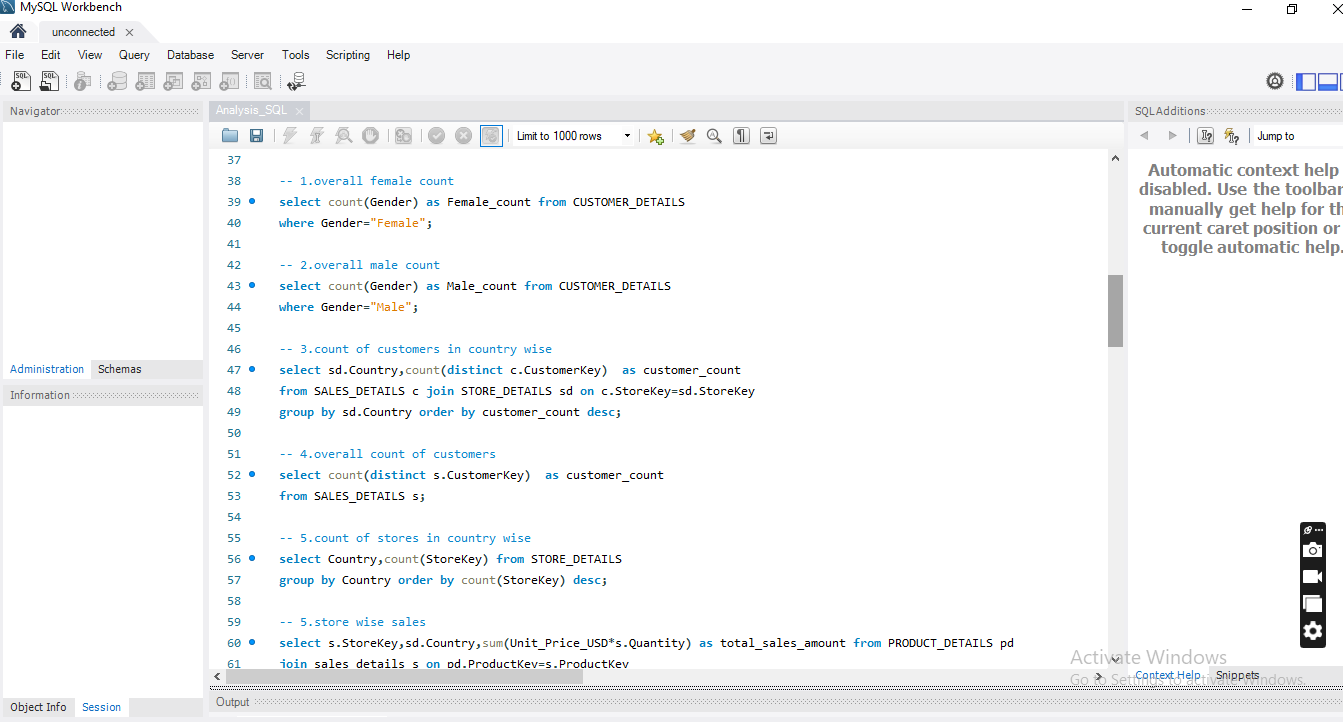 MySQL Workbench
unconnected
File Edit View Query Database Server Tools Scripting Help
Navigator
Administration Schemas
Information
Object Info Session
Analysis_SQL
Limit to 1000 rows
37
38 -- 1.overall female count
39 select count(Gender) as Female_count from CUSTOMER_DETAILS
40 where Gender="Female";
41
42 -- 2.overall male count
43 select count(Gender) as Male_count from CUSTOMER_DETAILS
44 where Gender="Male";
45
46 -- 3.count of customers in country wise
47 select sd.Country,count(distinct c.CustomerKey) as customer_count
48 from SALES_DETAILS c join STORE_DETAILS sd on c.StoreKey=sd.StoreKey
49 group by sd.Country order by customer_count desc;
50
51 -- 4.overall count of customers
52 select count(distinct s.CustomerKey) as customer_count
53 from SALES_DETAILS s;
54
55 -- 5.count of stores in country wise
56 select Country,count(StoreKey) from STORE_DETAILS
57 group by Country order by count(StoreKey) desc;
58
59 -- 5.store wise sales
60 select s.StoreKey,sd.Country,sum(Unit_Price_USD*s.Quantity) as total_sales_amount from PRODUCT_DETAILS pd
61 join sales_details s on pd.ProductKey=s.ProductKey
Output
SQLAdditions
Jump to
Automatic context help
disabled. Use the toolbar
manually get help for th
current caret position or
toggle automatic help.
Context Help Snippets
Activate Windows
Go to Settings to activate Windows.